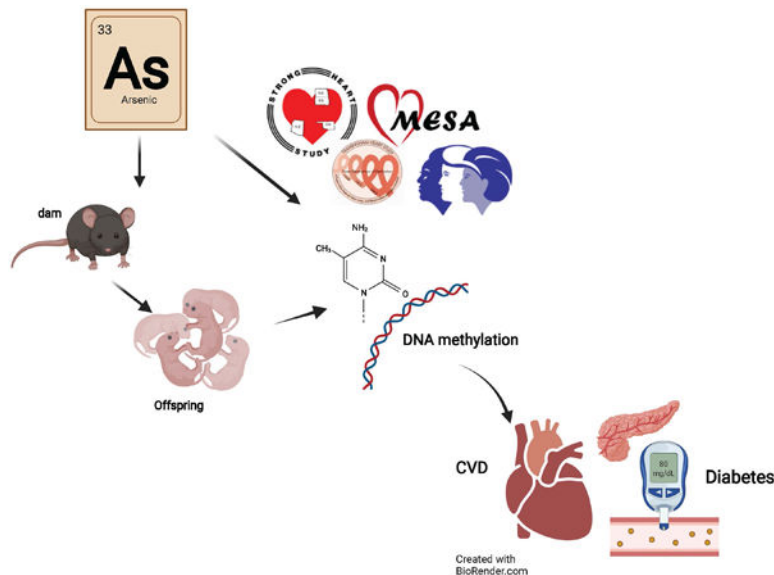 33
As
Arsenic
STRONG HEART
STUDY
MESA
dam
NH₂
CH₃
N
N
O
DNA methylation
Offspring
CVD
80
mg/dL
Diabetes
Created with
BioRender.com